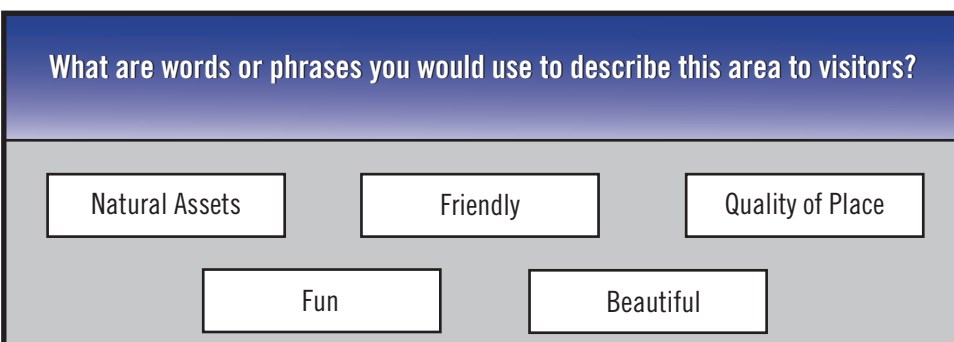 What are words or phrases you would use to describe this area to visitors?
Natural Assets
Friendly
Quality of Place
Fun
Beautiful